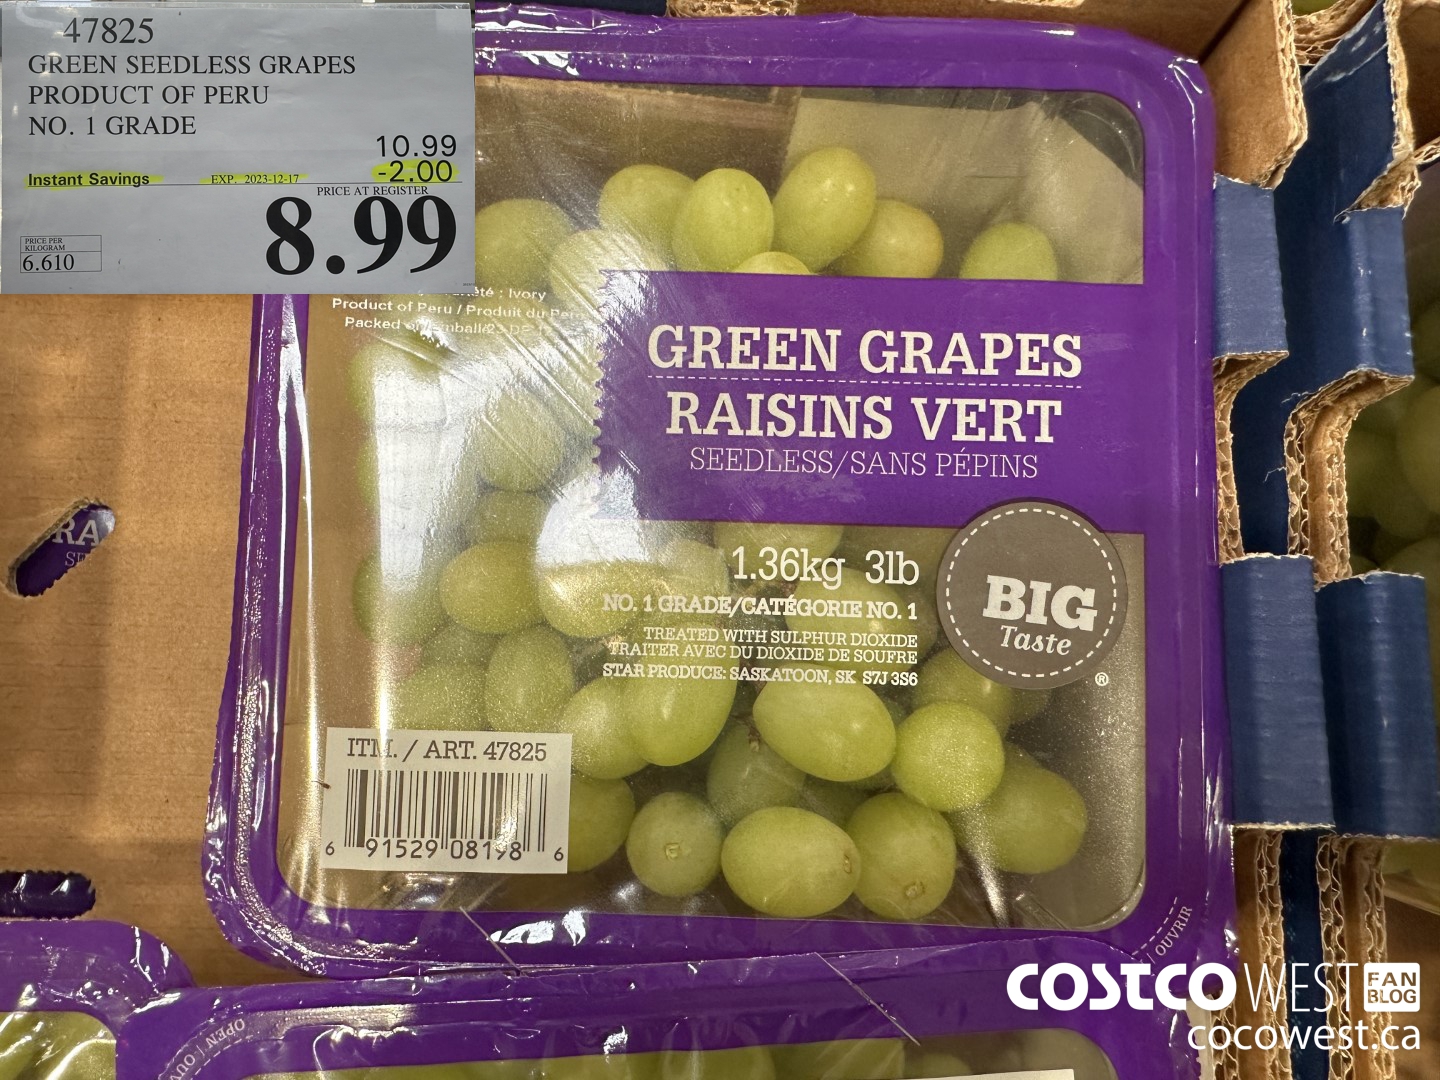 47825
GREEN SEEDLESS GRAPES
PRODUCT OF PERU
NO. 1 GRADE
10.99
Instant Savings EXP. 2023-12-17 -2.00
PRICE AT REGISTER
8.99
PRICE PER
KILOGRAM
6.610
: Ivory
Product of Peru / Produit du
Packed
GREEN GRAPES
RAISINS VERT
SEEDLESS/SANS PÉPINS
1.36kg 3lb
NO. 1 GRADE/CATÉGORIE NO. 1
TREATED WITH SULPHUR DIOXIDE
TRAITER AVEC DU DIOXIDE DE SOUFRE
STAR PRODUCE: SASKATOON, SK S7J 3S6
BIG
Taste
®
ITM. / ART. 47825
6 91529 08198 6
RA
SE
/ OUVRIR
OPEN / OUV
COSTCO WEST FAN
BLOG
cocowest.ca